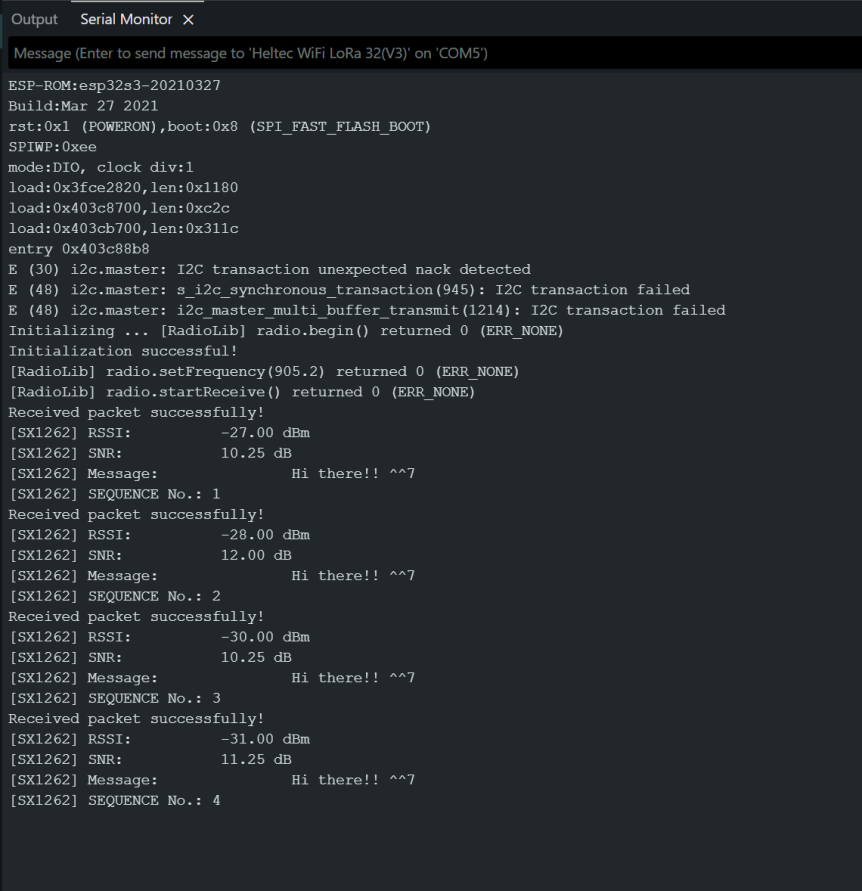 Output Serial Monitor
Message (Enter to send message to 'Heltec WiFi LoRa 32(V3)' on 'COM5')
ESP-ROM:esp32s3-20210327
Build:Mar 27 2021
rst:0x1 (POWERON),boot:0x8 (SPI_FAST_FLASH_BOOT)
SPIWP:0xee
mode:DIO, clock div:1
load:0x3fce2820,len:0x1180
load:0x403c8700,len:0xc2c
load:0x403cb700,len:0x311c
entry 0x403c88b8
E (30) i2c.master: I2C transaction unexpected nack detected
E (48) i2c.master: s_i2c_synchronous_transaction(945): I2C transaction failed
E (48) i2c.master: i2c_master_multi_buffer_transmit(1214): I2C transaction failed
Initializing ... [RadioLib] radio.begin() returned 0 (ERR_NONE)
Initialization successful!
[RadioLib] radio.setFrequency(905.2) returned 0 (ERR_NONE)
[RadioLib] radio.startReceive() returned 0 (ERR_NONE)
Received packet successfully!
[SX1262] RSSI: -27.00 dBm
[SX1262] SNR: 10.25 dB
[SX1262] Message: Hi there!! ^^7
[SX1262] SEQUENCE No.: 1
Received packet successfully!
[SX1262] RSSI: -28.00 dBm
[SX1262] SNR: 12.00 dB
[SX1262] Message: Hi there!! ^^7
[SX1262] SEQUENCE No.: 2
Received packet successfully!
[SX1262] RSSI: -30.00 dBm
[SX1262] SNR: 10.25 dB
[SX1262] Message: Hi there!! ^^7
[SX1262] SEQUENCE No.: 3
Received packet successfully!
[SX1262] RSSI: -31.00 dBm
[SX1262] SNR: 11.25 dB
[SX1262] Message: Hi there!! ^^7
[SX1262] SEQUENCE No.: 4